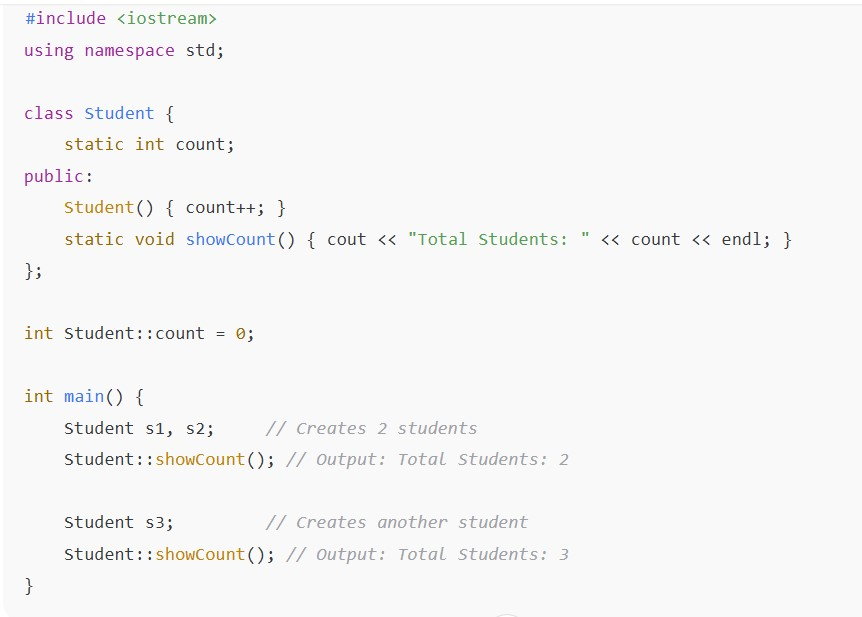 #include <iostream>
using namespace std;
class Student {
    static int count;
public:
    Student() { count++; }
    static void showCount() { cout << "Total Students: " << count << endl; }
};
int Student::count = 0;
int main() {
    Student s1, s2;     // Creates 2 students
    Student::showCount(); // Output: Total Students: 2
    Student s3;         // Creates another student
    Student::showCount(); // Output: Total Students: 3
}